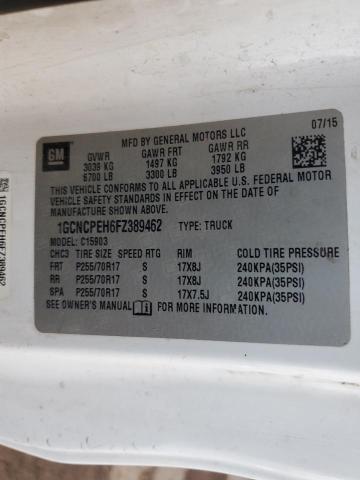 07/15
MFD BY GENERAL MOTORS LLC
GM
GVWR GAWR FRT GAWR RR
3039 KG 1497 KG 1792 KG
6700 LB 3300 LB 3950 LB
THIS VEHICLE CONFORMS TO ALL APPLICABLE U.S. FEDERAL MOTOR
VEHICLE SAFETY STANDARDS IN EFFECT ON THE DATE OF
MANUFACTURE SHOWN ABOVE.
1GCNCPEH6FZ389462 TYPE: TRUCK
MODEL: C15903
CHC3 TIRE SIZE SPEED RTG RIM COLD TIRE PRESSURE
FRT P255/70R17 S 17X8J 240KPA(35PSI)
RR P255/70R17 S 17X8J 240KPA(35PSI)
SPA P255/70R17 S 17X7.5J 240KPA(35PSI)
SEE OWNER'S MANUAL FOR MORE INFORMATION.
1GCNCPEH6FZ389462